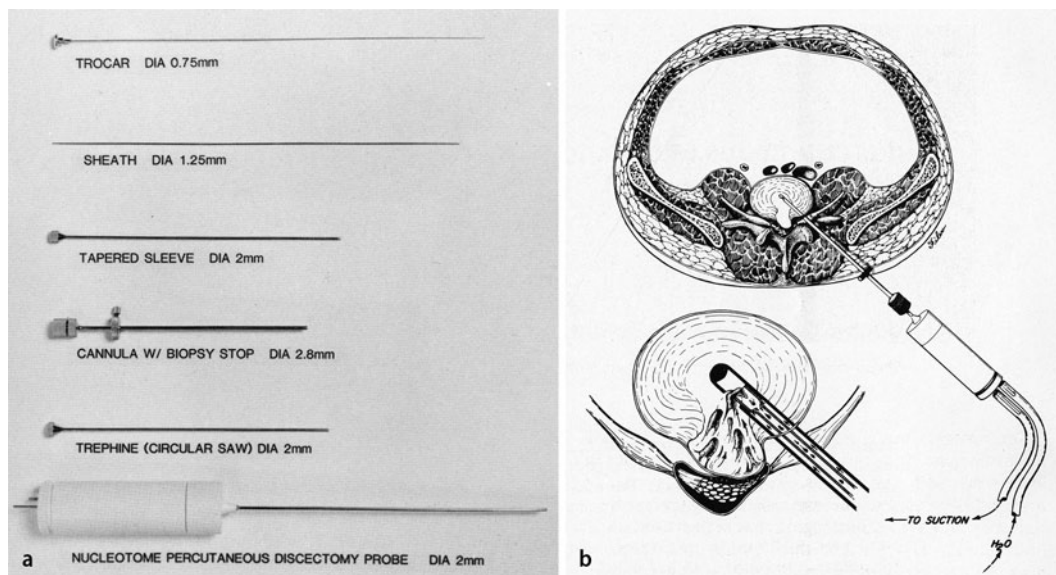 TROCAR DIA 0.75mm
SHEATH DIA 1.25mm
TAPERED SLEEVE DIA 2mm
CANNULA W/ BIOPSY STOP DIA 2.8mm
TREPHINE (CIRCULAR SAW) DIA 2mm
NUCLEOTOME PERCUTANEOUS DISCECTOMY PROBE DIA 2mm
a
TO SUCTION
H₂O
b